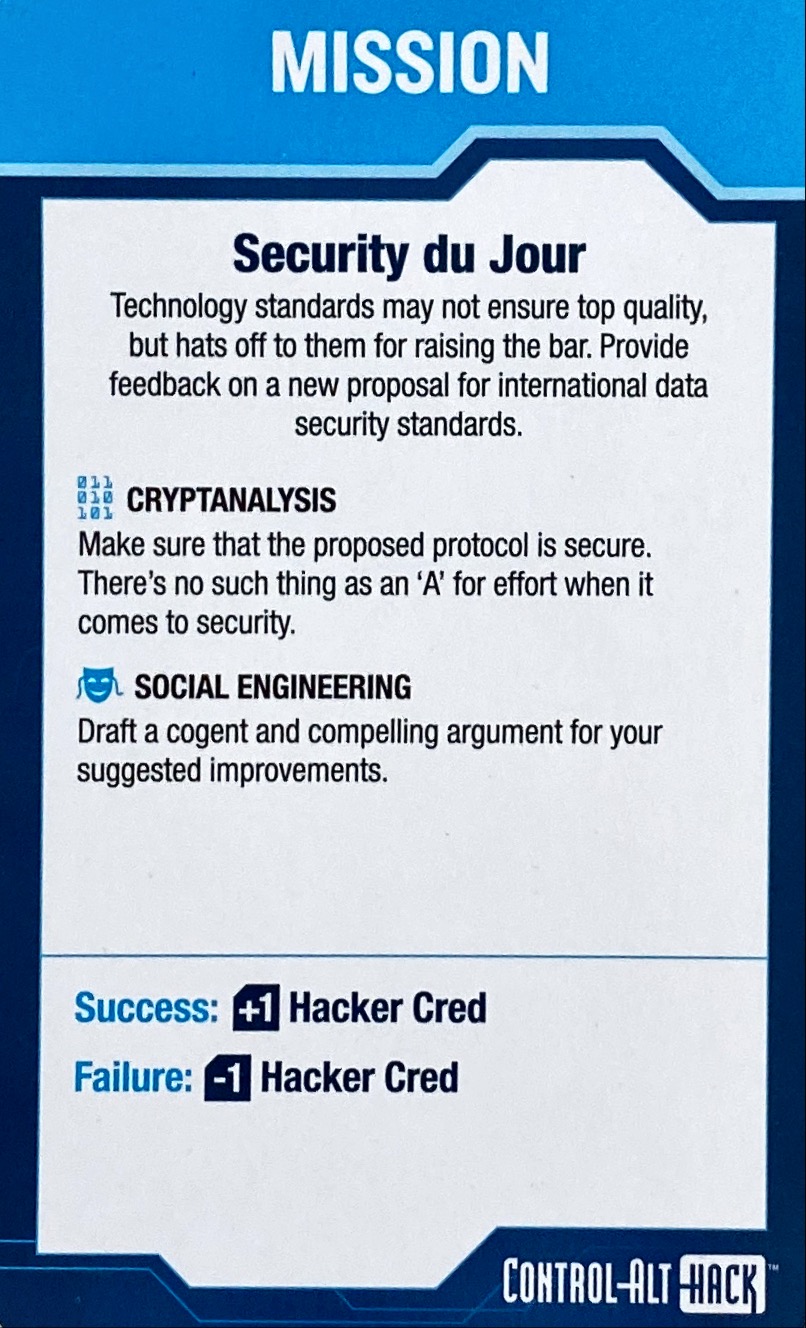 MISSION
Security du Jour
Technology standards may not ensure top quality,
but hats off to them for raising the bar. Provide
feedback on a new proposal for international data
security standards.
011
010
101
CRYPTANALYSIS
Make sure that the proposed protocol is secure.
There's no such thing as an ‘A’ for effort when it
comes to security.
SOCIAL ENGINEERING
Draft a cogent and compelling argument for your
suggested improvements.
Success: +1 Hacker Cred
Failure: -1 Hacker Cred
CONTROL-ALT-HACK™